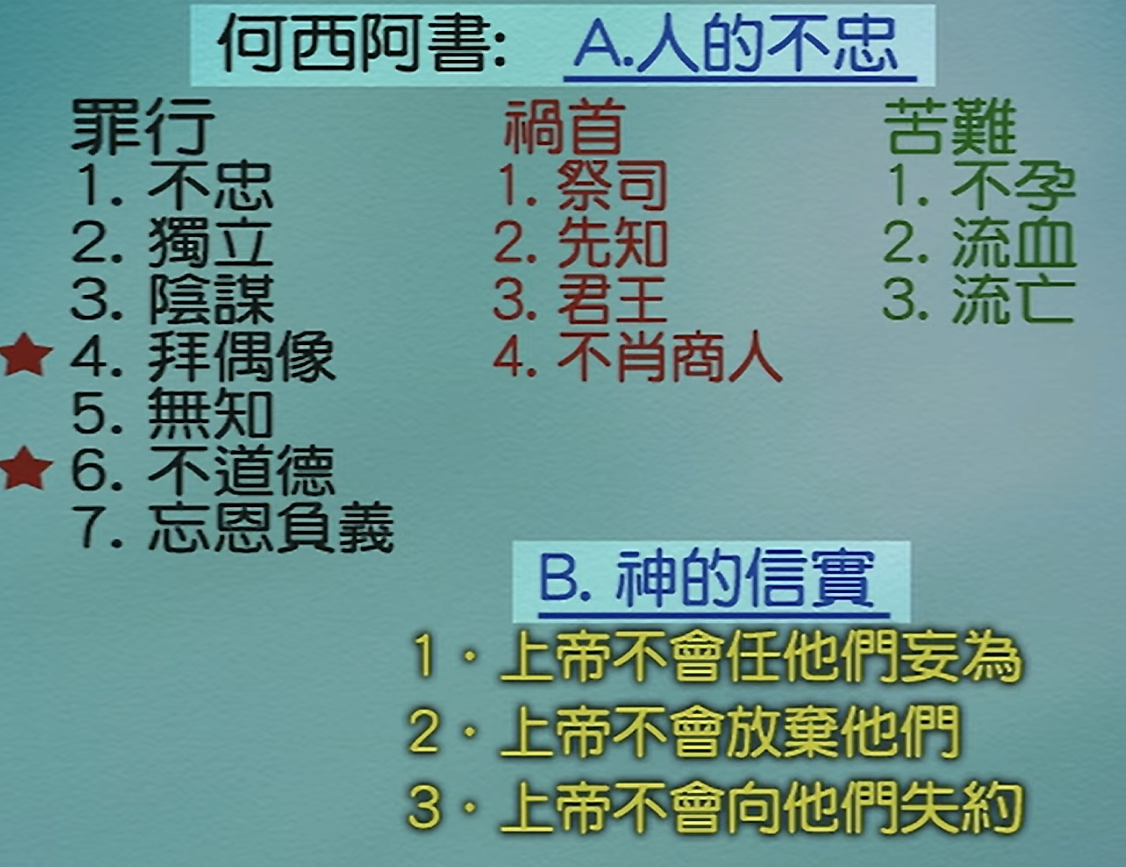 何西阿書: A.人的不忠
罪行
1. 不忠
2. 獨立
3. 陰謀
4. 拜偶像
5. 無知
6. 不道德
7. 忘恩負義
禍首
1. 祭司
2. 先知
3. 君王
4. 不肖商人
苦難
1. 不孕
2. 流血
3. 流亡
B. 神的信實
1．上帝不會任他們妄為
2．上帝不會放棄他們
3．上帝不會向他們失約